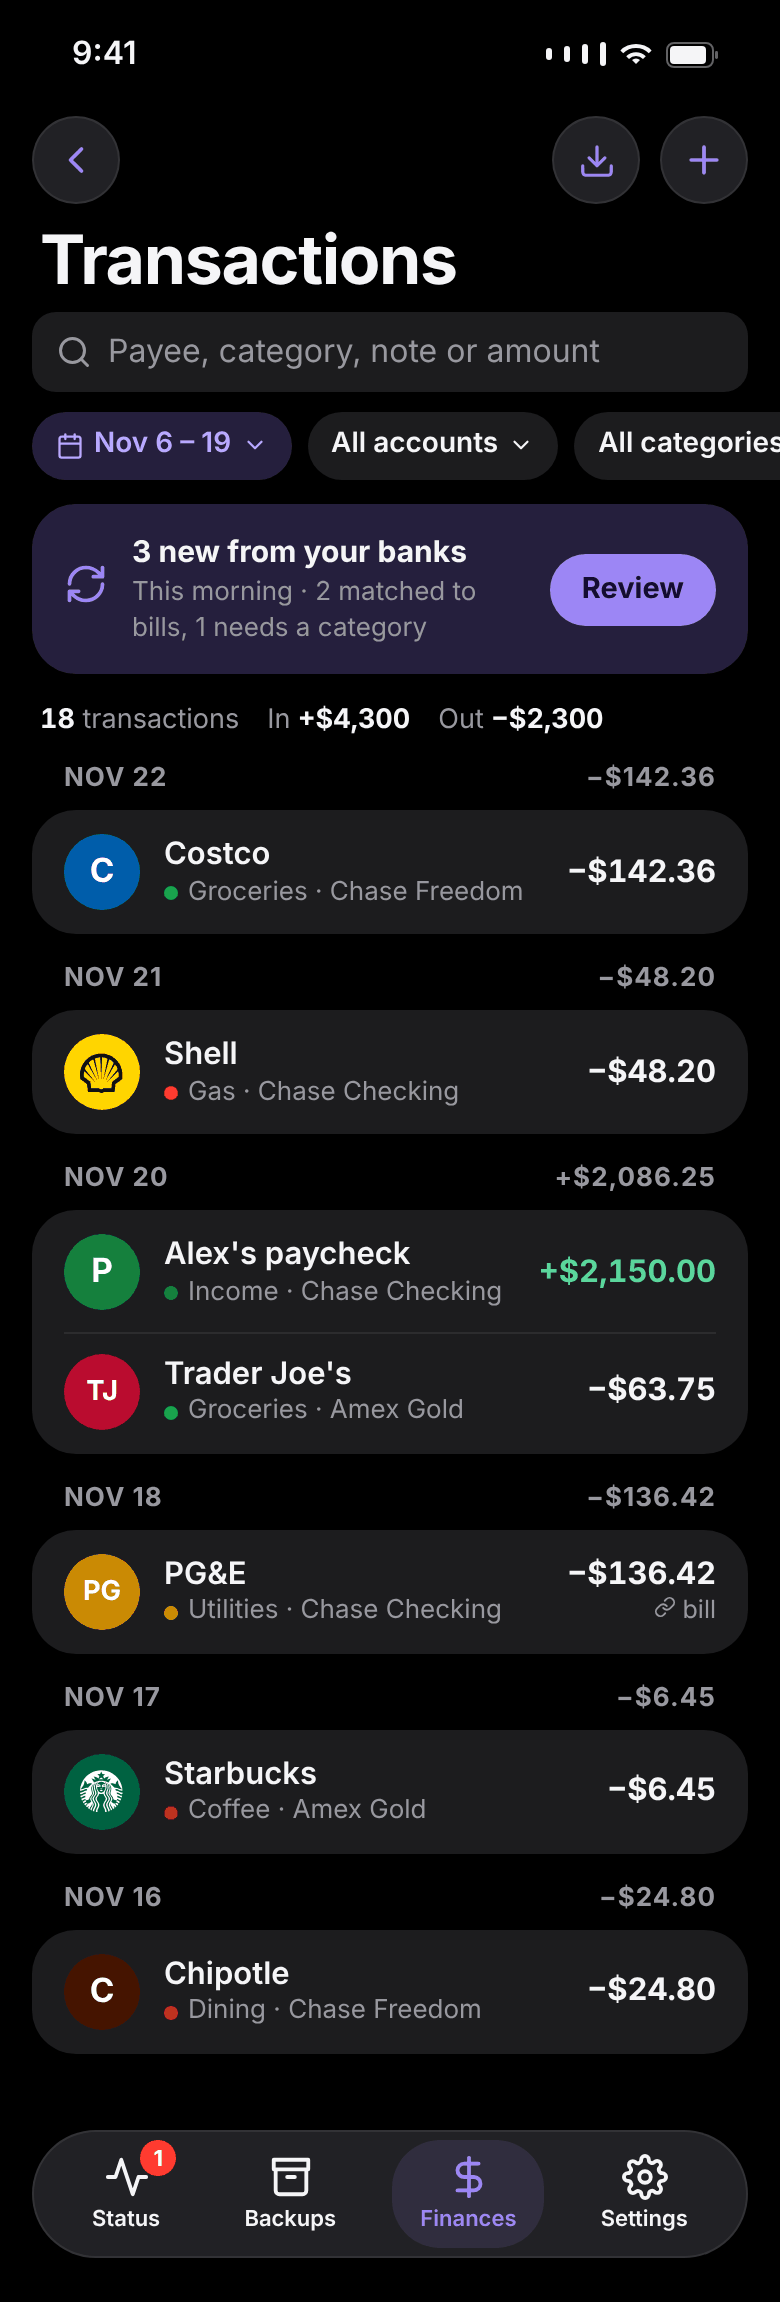 9:41
Transactions
Payee, category, note or amount
Nov 6 – 19 All accounts All categories
3 new from your banks
This morning · 2 matched to
bills, 1 needs a category
Review
18 transactions In +$4,300 Out −$2,300
NOV 22 −$142.36
C
Costco
Groceries · Chase Freedom
−$142.36
NOV 21 −$48.20
Shell
Gas · Chase Checking
−$48.20
NOV 20 +$2,086.25
P
Alex's paycheck
Income · Chase Checking
+$2,150.00
TJ
Trader Joe's
Groceries · Amex Gold
−$63.75
NOV 18 −$136.42
PG
PG&E
Utilities · Chase Checking
−$136.42
bill
NOV 17 −$6.45
Starbucks
Coffee · Amex Gold
−$6.45
NOV 16 −$24.80
C
Chipotle
Dining · Chase Freedom
−$24.80
1
Status Backups Finances Settings